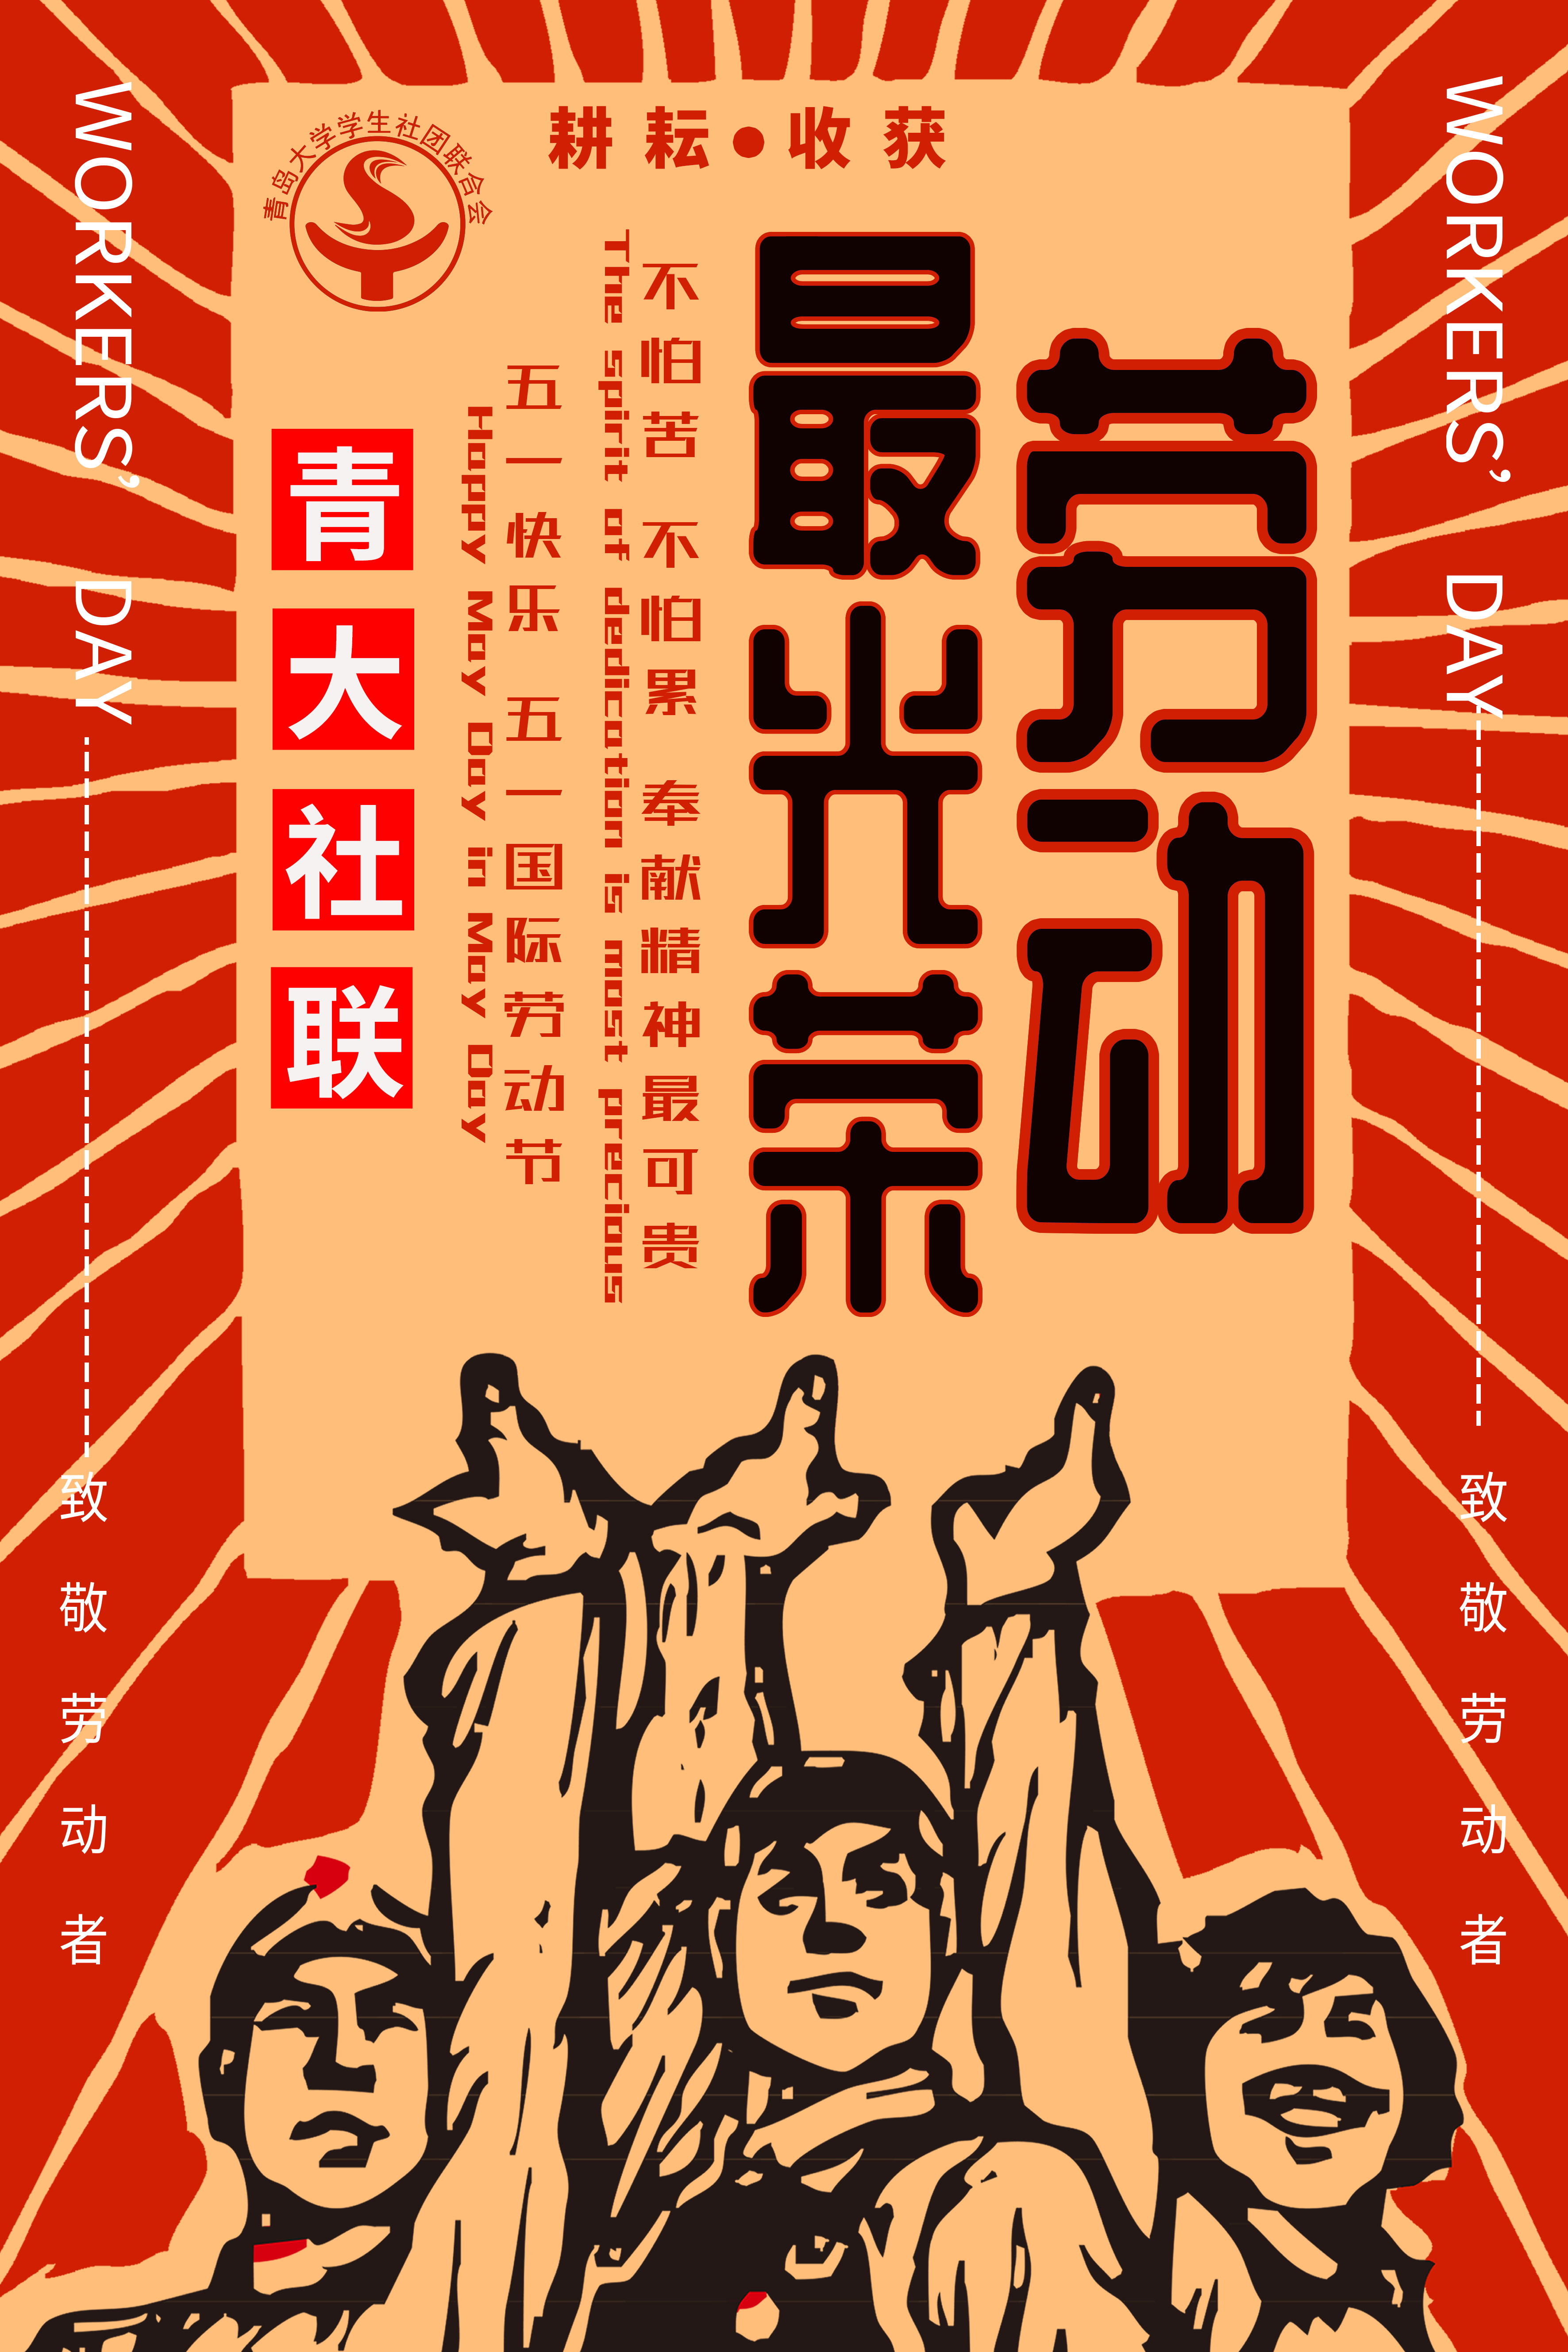 耕耘●收获
青岛大学学生社团联合会
劳动
最光荣
不怕苦 不怕累 奉献精神最可贵
The spirit of dedication is most precious
五一快乐 五一国际劳动节
Happy May Day in May Day
青大社联
WORKERS' DAY
致敬劳动者
WORKERS' DAY
致敬劳动者